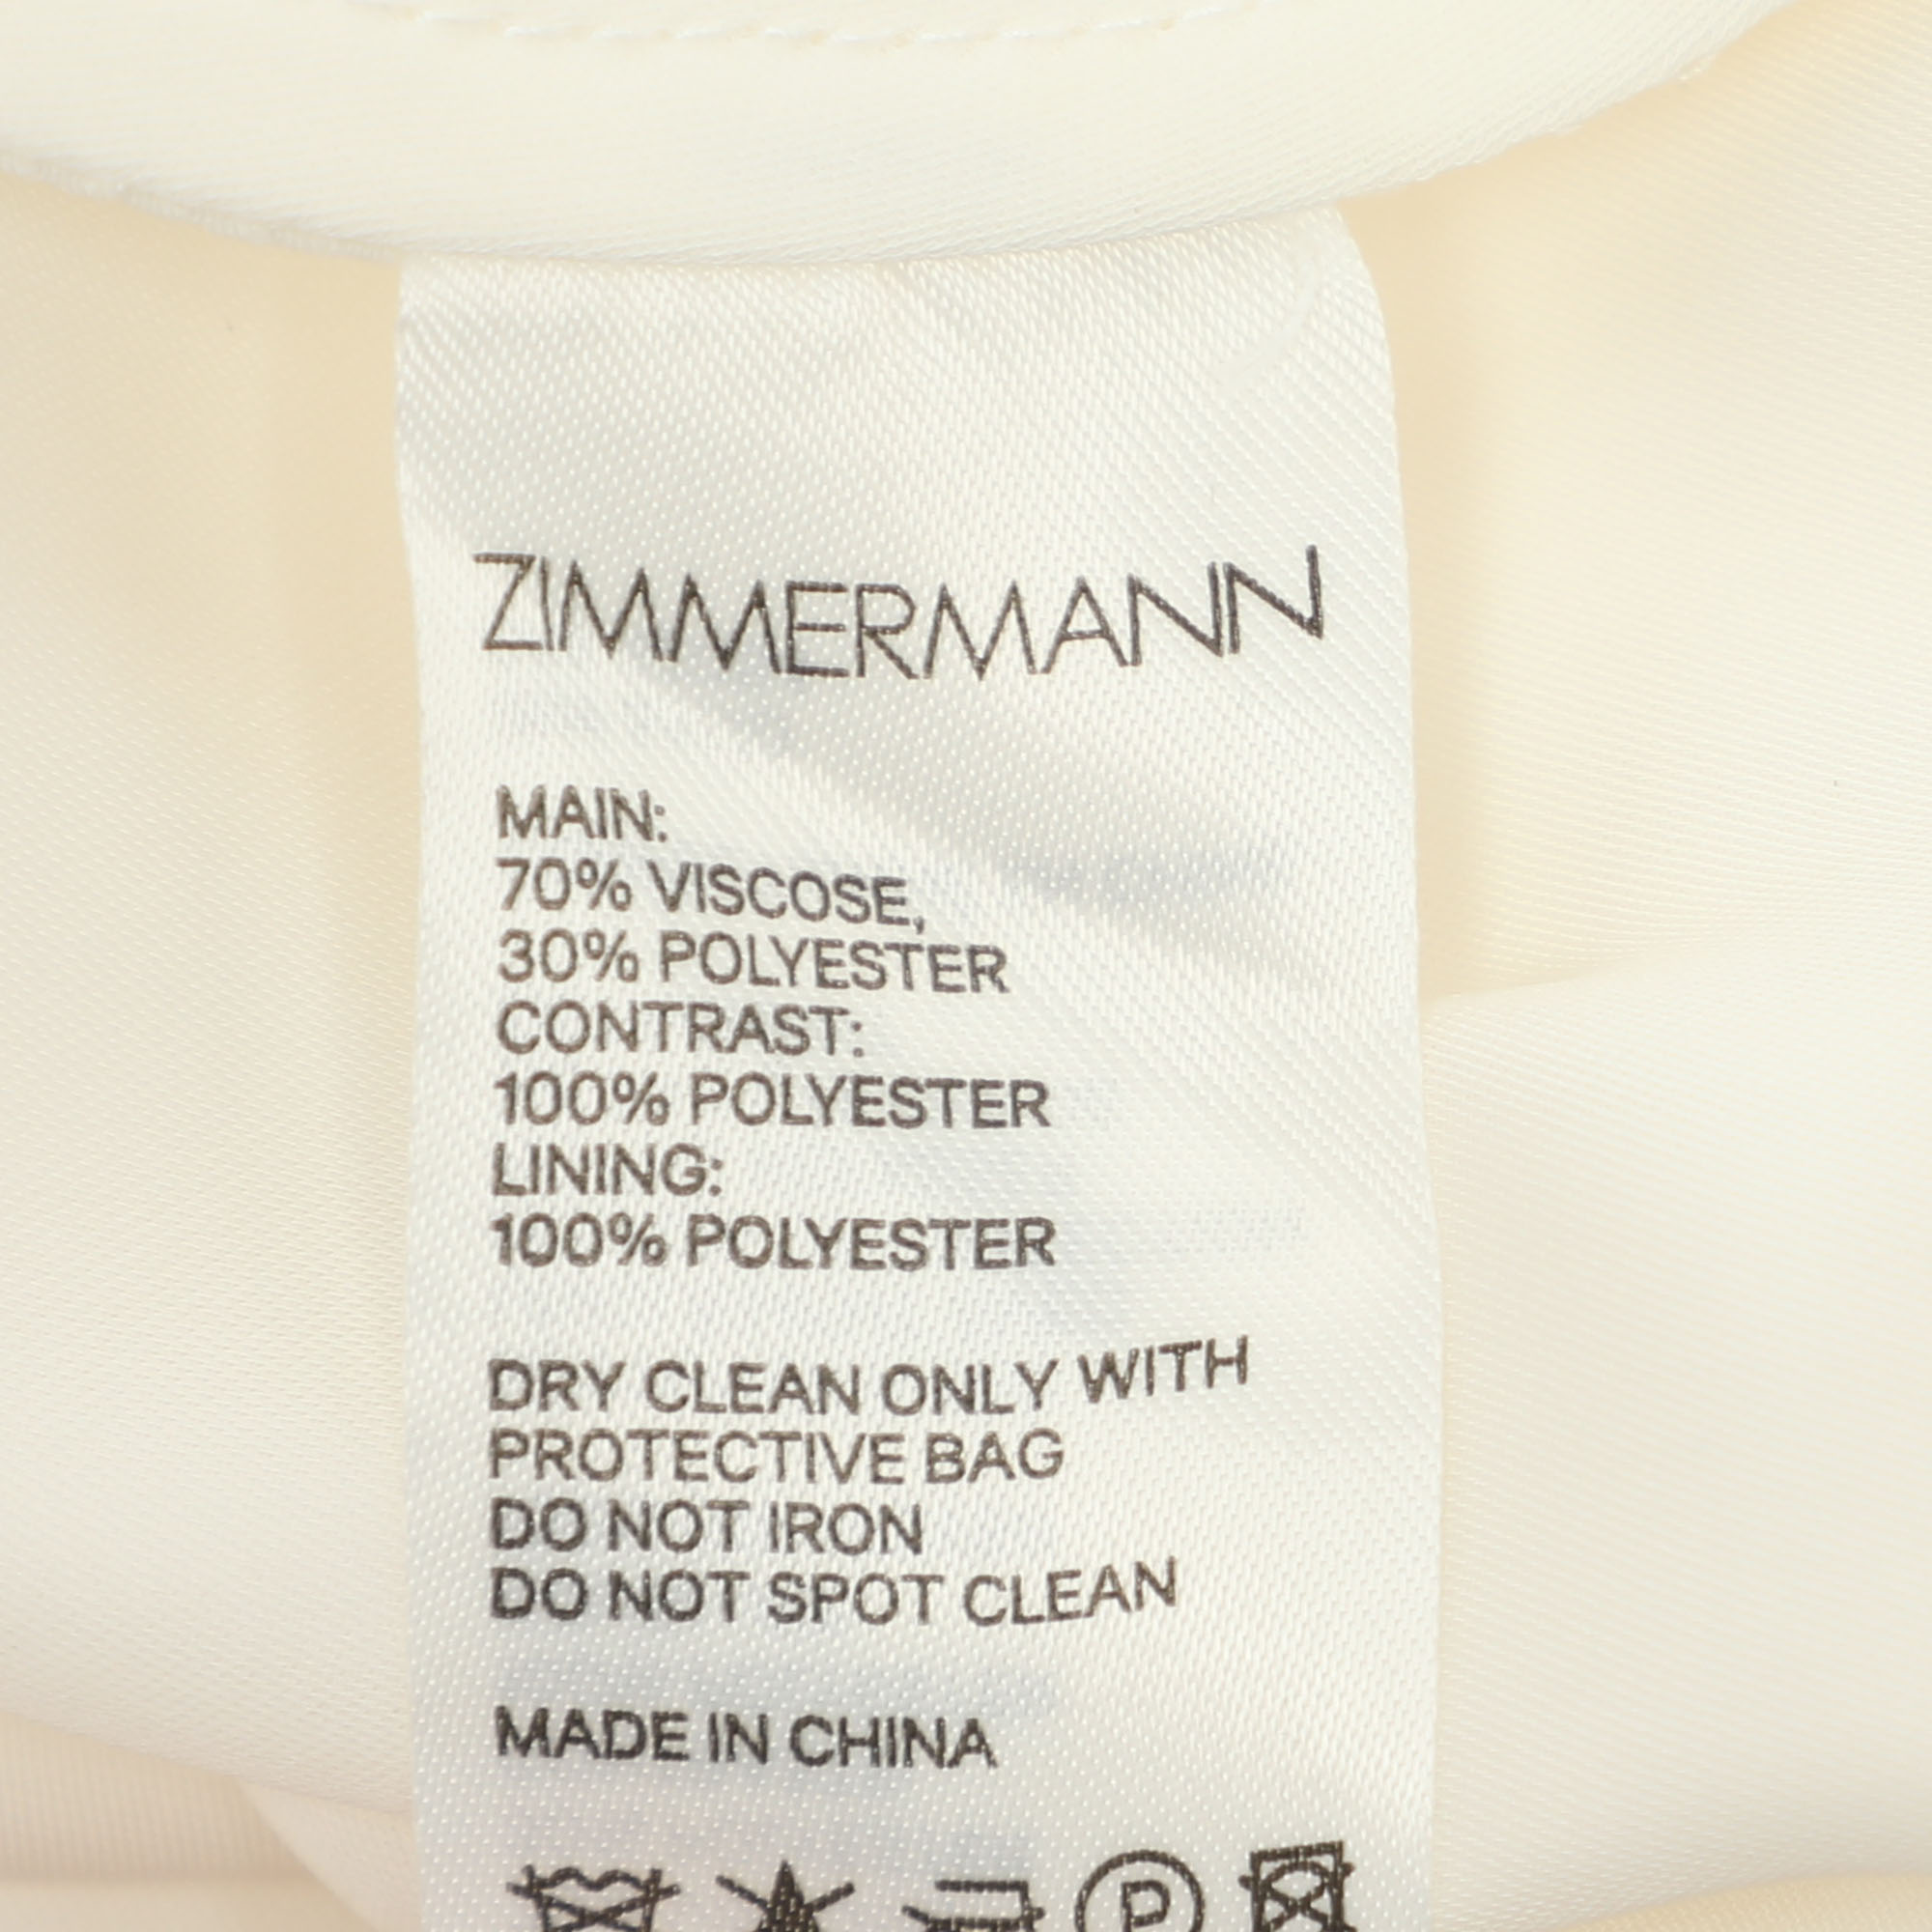 ZIMMERMANN
MAIN:
70% VISCOSE,
30% POLYESTER
CONTRAST:
100% POLYESTER
LINING:
100% POLYESTER
DRY CLEAN ONLY WITH
PROTECTIVE BAG
DO NOT IRON
DO NOT SPOT CLEAN
MADE IN CHINA
P